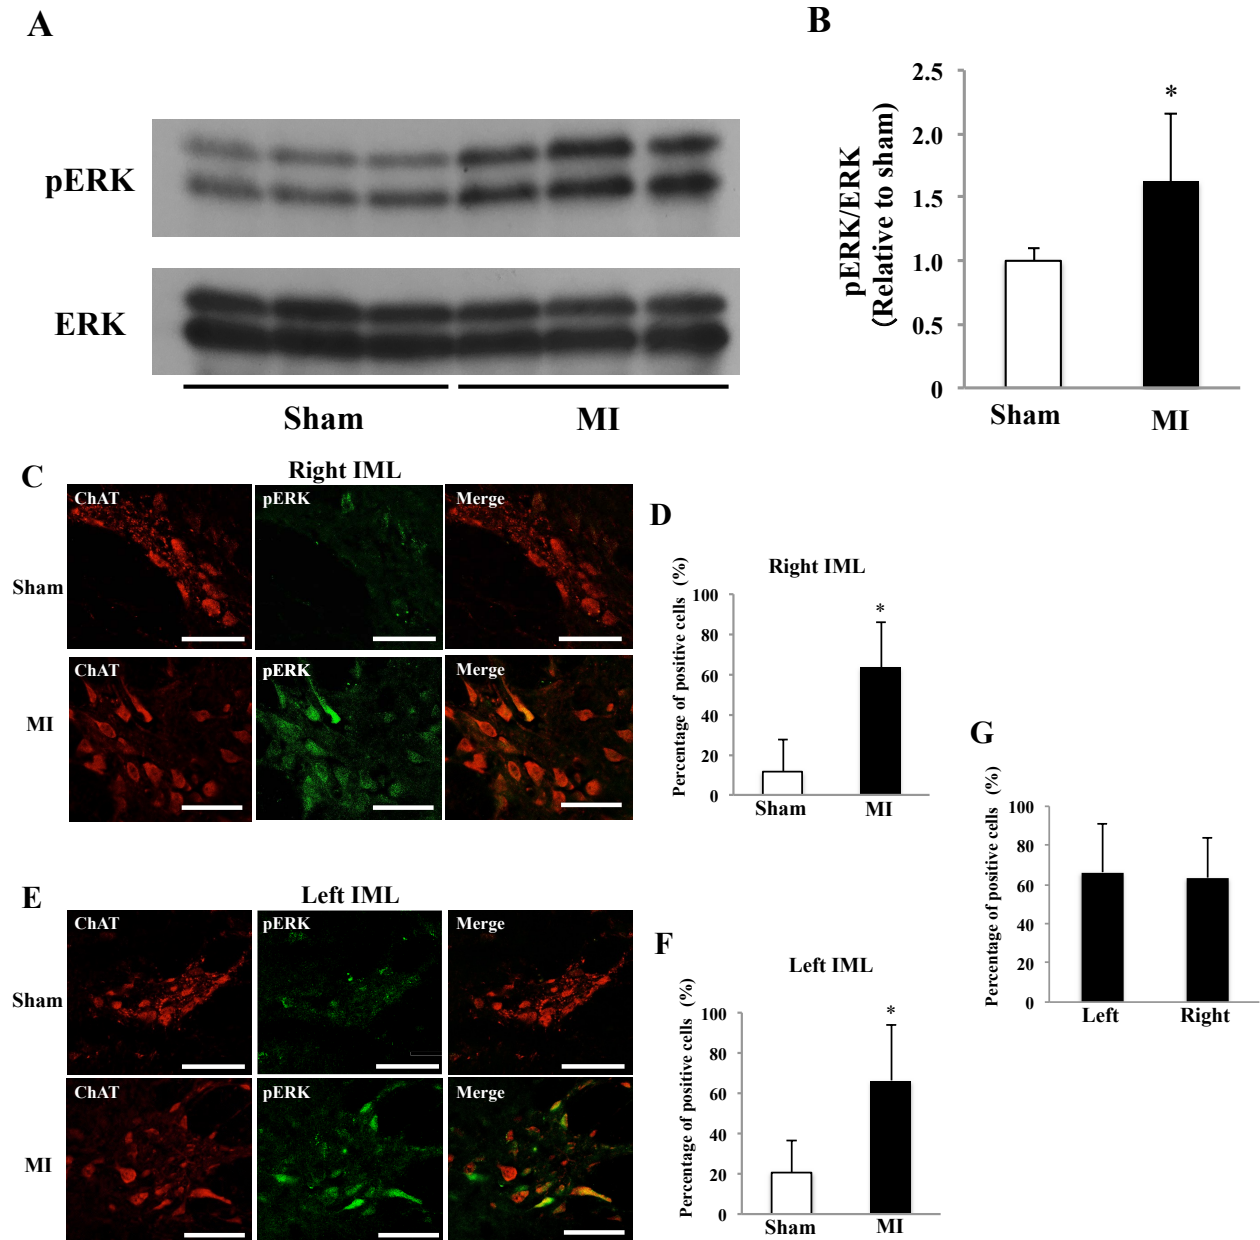 A
pERK
ERK
Sham MI
B
pERK/ERK
(Relative to sham)
2.5
2.0
1.5
1.0
0.5
0
*
Sham MI
C
Right IML
ChAT pERK Merge
Sham
ChAT pERK Merge
MI
D
Right IML
Percentage of positive cells (%)
100
80
60
40
20
0
*
Sham MI
E
Left IML
ChAT pERK Merge
Sham
ChAT pERK Merge
MI
F
Left IML
Percentage of positive cells (%)
100
80
60
40
20
0
*
Sham MI
G
Percentage of positive cells (%)
100
80
60
40
20
0
Left Right